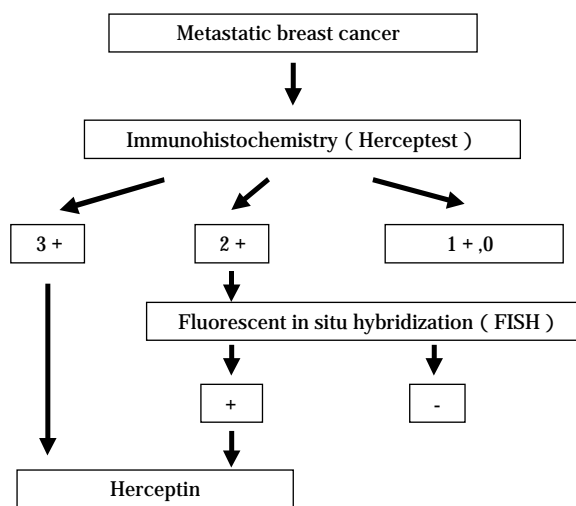 Metastatic breast cancer
Immunohistochemistry ( Herceptest )
3 +
2 +
1 + ,0
Fluorescent in situ hybridization ( FISH )
+
-
Herceptin